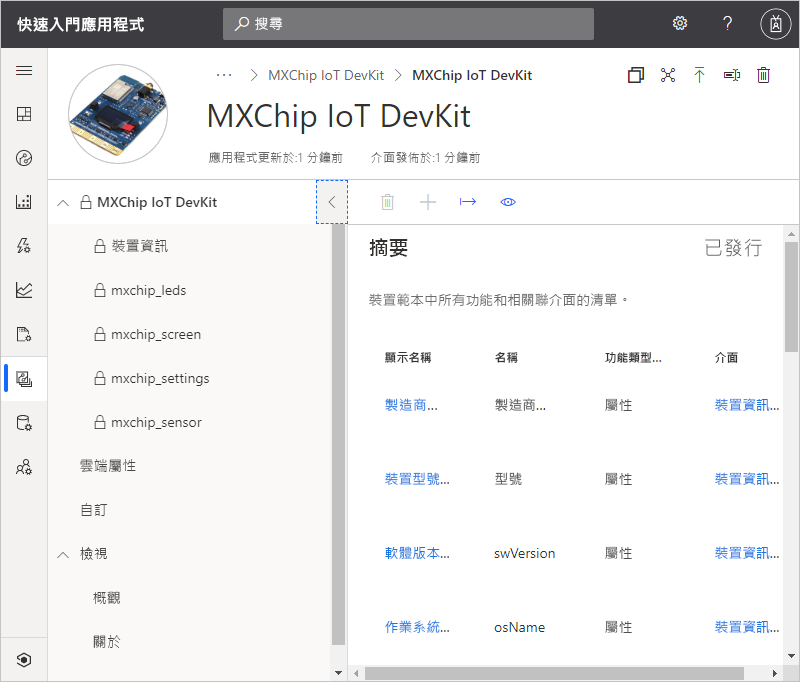 快速入門應用程式
搜尋
?
··· > MXChip IoT DevKit > MXChip IoT DevKit
MXChip IoT DevKit
應用程式更新於:1 分鐘前 介面發佈於:1 分鐘前
MXChip IoT DevKit
裝置資訊
mxchip_leds
mxchip_screen
mxchip_settings
mxchip_sensor
雲端屬性
自訂
檢視
概觀
關於
摘要 已發行
裝置範本中所有功能和相關聯介面的清單。
顯示名稱 名稱 功能類型... 介面
製造商... 製造商... 屬性 裝置資訊...
裝置型號... 型號 屬性 裝置資訊...
軟體版本... swVersion 屬性 裝置資訊...
作業系統... osName 屬性 裝置資訊...